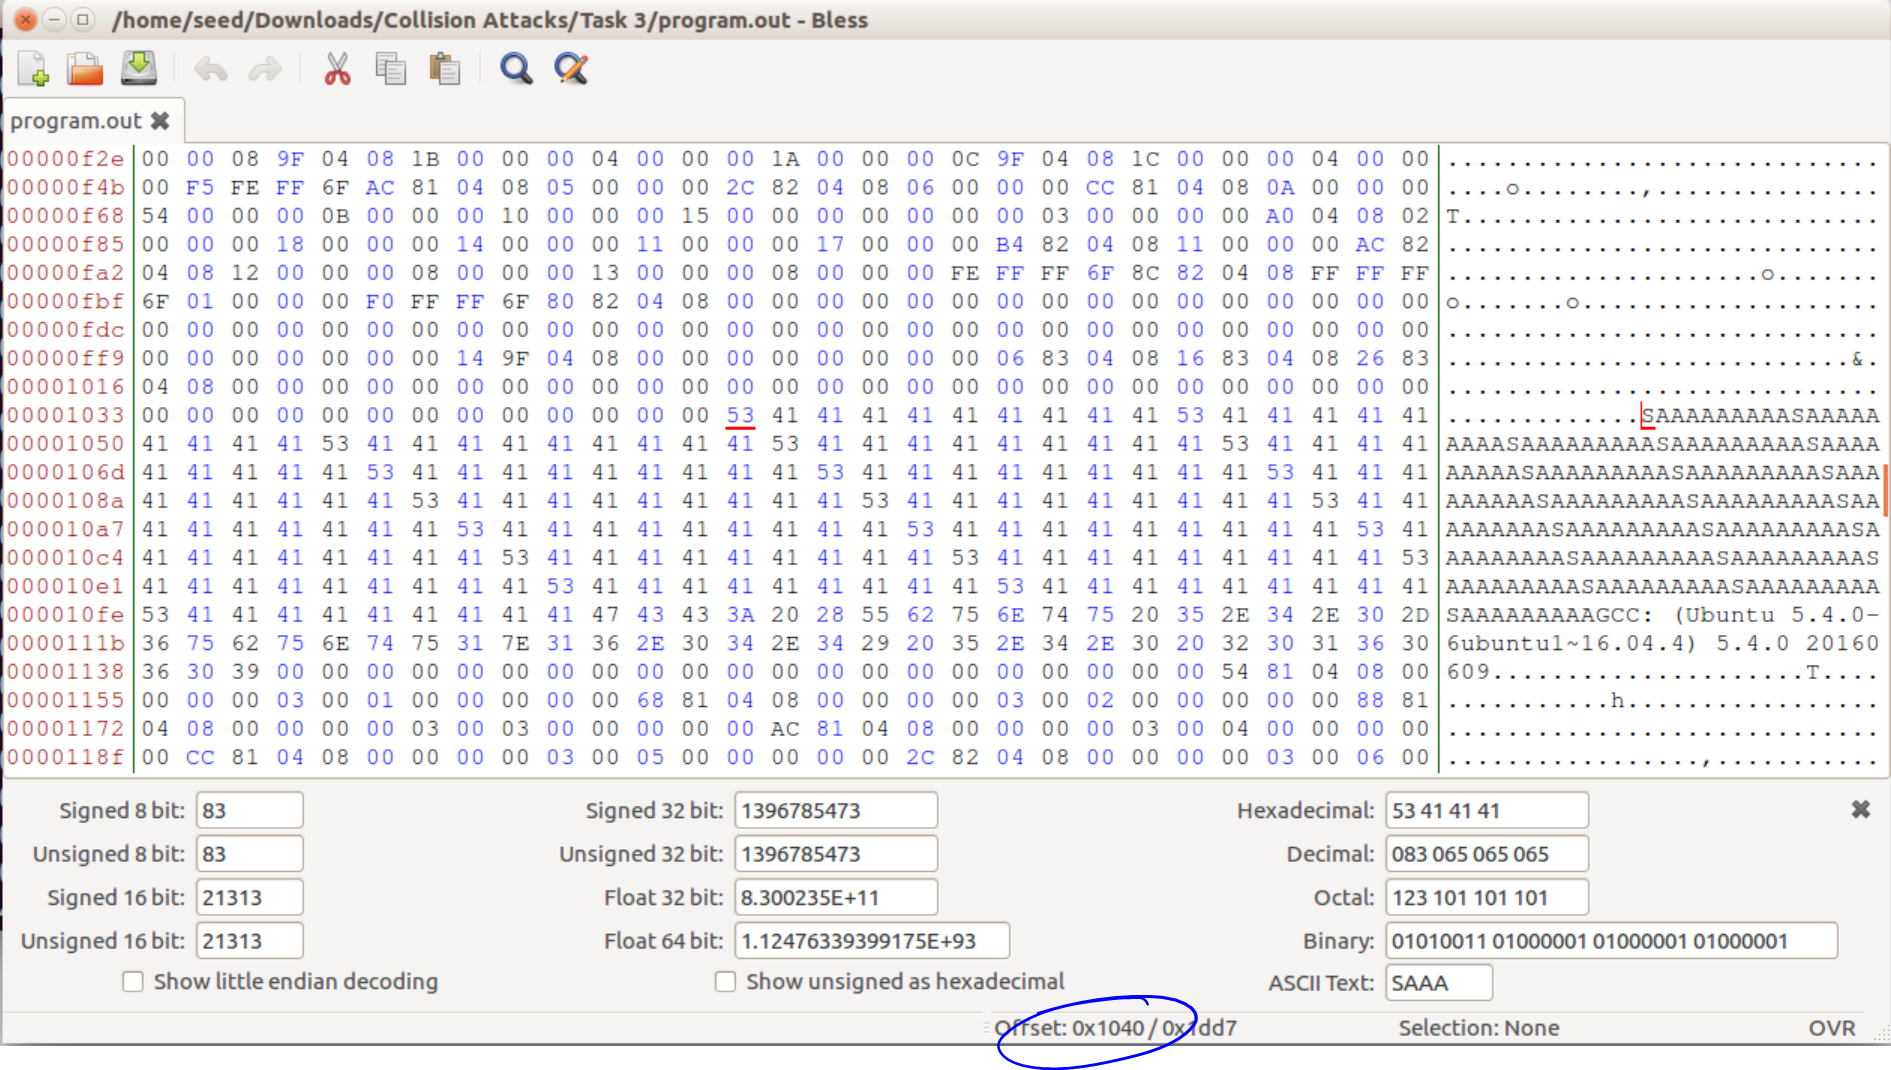 /home/seed/Downloads/Collision Attacks/Task 3/program.out - Bless
program.out
00000f2e 00 00 08 9F 04 08 1B 00 00 00 04 00 00 00 1A 00 00 00 0C 9F 04 08 1C 00 00 00 04 00 00 .............................
00000f4b 00 F5 FE FF 6F AC 81 04 08 05 00 00 00 2C 82 04 08 06 00 00 00 CC 81 04 08 0A 00 00 00 ....o........,...............
00000f68 54 00 00 00 0B 00 00 00 10 00 00 00 15 00 00 00 00 00 00 00 03 00 00 00 00 A0 04 08 02 T............................
00000f85 00 00 00 18 00 00 00 14 00 00 00 11 00 00 00 17 00 00 00 B4 82 04 08 11 00 00 00 AC 82 .............................
00000fa2 04 08 12 00 00 00 08 00 00 00 13 00 00 00 08 00 00 00 FE FF FF 6F 8C 82 04 08 FF FF FF .....................o.......
00000fbf 6F 01 00 00 00 F0 FF FF 6F 80 82 04 08 00 00 00 00 00 00 00 00 00 00 00 00 00 00 00 00 o.......o....................
00000fdc 00 00 00 00 00 00 00 00 00 00 00 00 00 00 00 00 00 00 00 00 00 00 00 00 00 00 00 00 00 .............................
00000ff9 00 00 00 00 00 00 00 14 9F 04 08 00 00 00 00 00 00 00 00 06 83 04 08 16 83 04 08 26 83 ...........................&.
00001016 04 08 00 00 00 00 00 00 00 00 00 00 00 00 00 00 00 00 00 00 00 00 00 00 00 00 00 00 00 .............................
00001033 00 00 00 00 00 00 00 00 00 00 00 00 00 53 41 41 41 41 41 41 41 41 41 53 41 41 41 41 41 .............SAAAAAAAAASAAAAA
00001050 41 41 41 41 53 41 41 41 41 41 41 41 41 41 53 41 41 41 41 41 41 41 41 41 53 41 41 41 41 AAAASAAAAAAAAASAAAAAAAAASAAAA
0000106d 41 41 41 41 41 53 41 41 41 41 41 41 41 41 41 53 41 41 41 41 41 41 41 41 41 53 41 41 41 AAAAASAAAAAAAAASAAAAAAAAASAAA
0000108a 41 41 41 41 41 41 53 41 41 41 41 41 41 41 41 41 53 41 41 41 41 41 41 41 41 41 53 41 41 AAAAAASAAAAAAAAASAAAAAAAAASAA
000010a7 41 41 41 41 41 41 41 53 41 41 41 41 41 41 41 41 41 53 41 41 41 41 41 41 41 41 41 53 41 AAAAAAASAAAAAAAAASAAAAAAAAASA
000010c4 41 41 41 41 41 41 41 41 53 41 41 41 41 41 41 41 41 41 53 41 41 41 41 41 41 41 41 41 53 AAAAAAAASAAAAAAAAASAAAAAAAAAS
000010e1 41 41 41 41 41 41 41 41 41 53 41 41 41 41 41 41 41 41 41 53 41 41 41 41 41 41 41 41 41 AAAAAAAAASAAAAAAAAASAAAAAAAAA
000010fe 53 41 41 41 41 41 41 41 41 41 47 43 43 3A 20 28 55 62 75 6E 74 75 20 35 2E 34 2E 30 2D SAAAAAAAAAGCC: (Ubuntu 5.4.0-
0000111b 36 75 62 75 6E 74 75 31 7E 31 36 2E 30 34 2E 34 29 20 35 2E 34 2E 30 20 32 30 31 36 30 6ubuntu1~16.04.4) 5.4.0 20160
00001138 36 30 39 00 00 00 00 00 00 00 00 00 00 00 00 00 00 00 00 00 00 00 00 00 54 81 04 08 00 609.....................T....
00001155 00 00 00 03 00 01 00 00 00 00 00 68 81 04 08 00 00 00 00 03 00 02 00 00 00 00 00 88 81 ...........h.................
00001172 04 08 00 00 00 00 03 00 03 00 00 00 00 00 AC 81 04 08 00 00 00 00 03 00 04 00 00 00 00 .............................
0000118f 00 CC 81 04 08 00 00 00 00 03 00 05 00 00 00 00 00 2C 82 04 08 00 00 00 00 03 00 06 00 .................,...........
Signed 8 bit: 83 Signed 32 bit: 1396785473 Hexadecimal: 53 41 41 41
Unsigned 8 bit: 83 Unsigned 32 bit: 1396785473 Decimal: 083 065 065 065
Signed 16 bit: 21313 Float 32 bit: 8.300235E+11 Octal: 123 101 101 101
Unsigned 16 bit: 21313 Float 64 bit: 1.12476339399175E+93 Binary: 01010011 01000001 01000001 01000001
Show little endian decoding Show unsigned as hexadecimal ASCII Text: SAAA
Offset: 0x1040 / 0x1dd7 Selection: None OVR